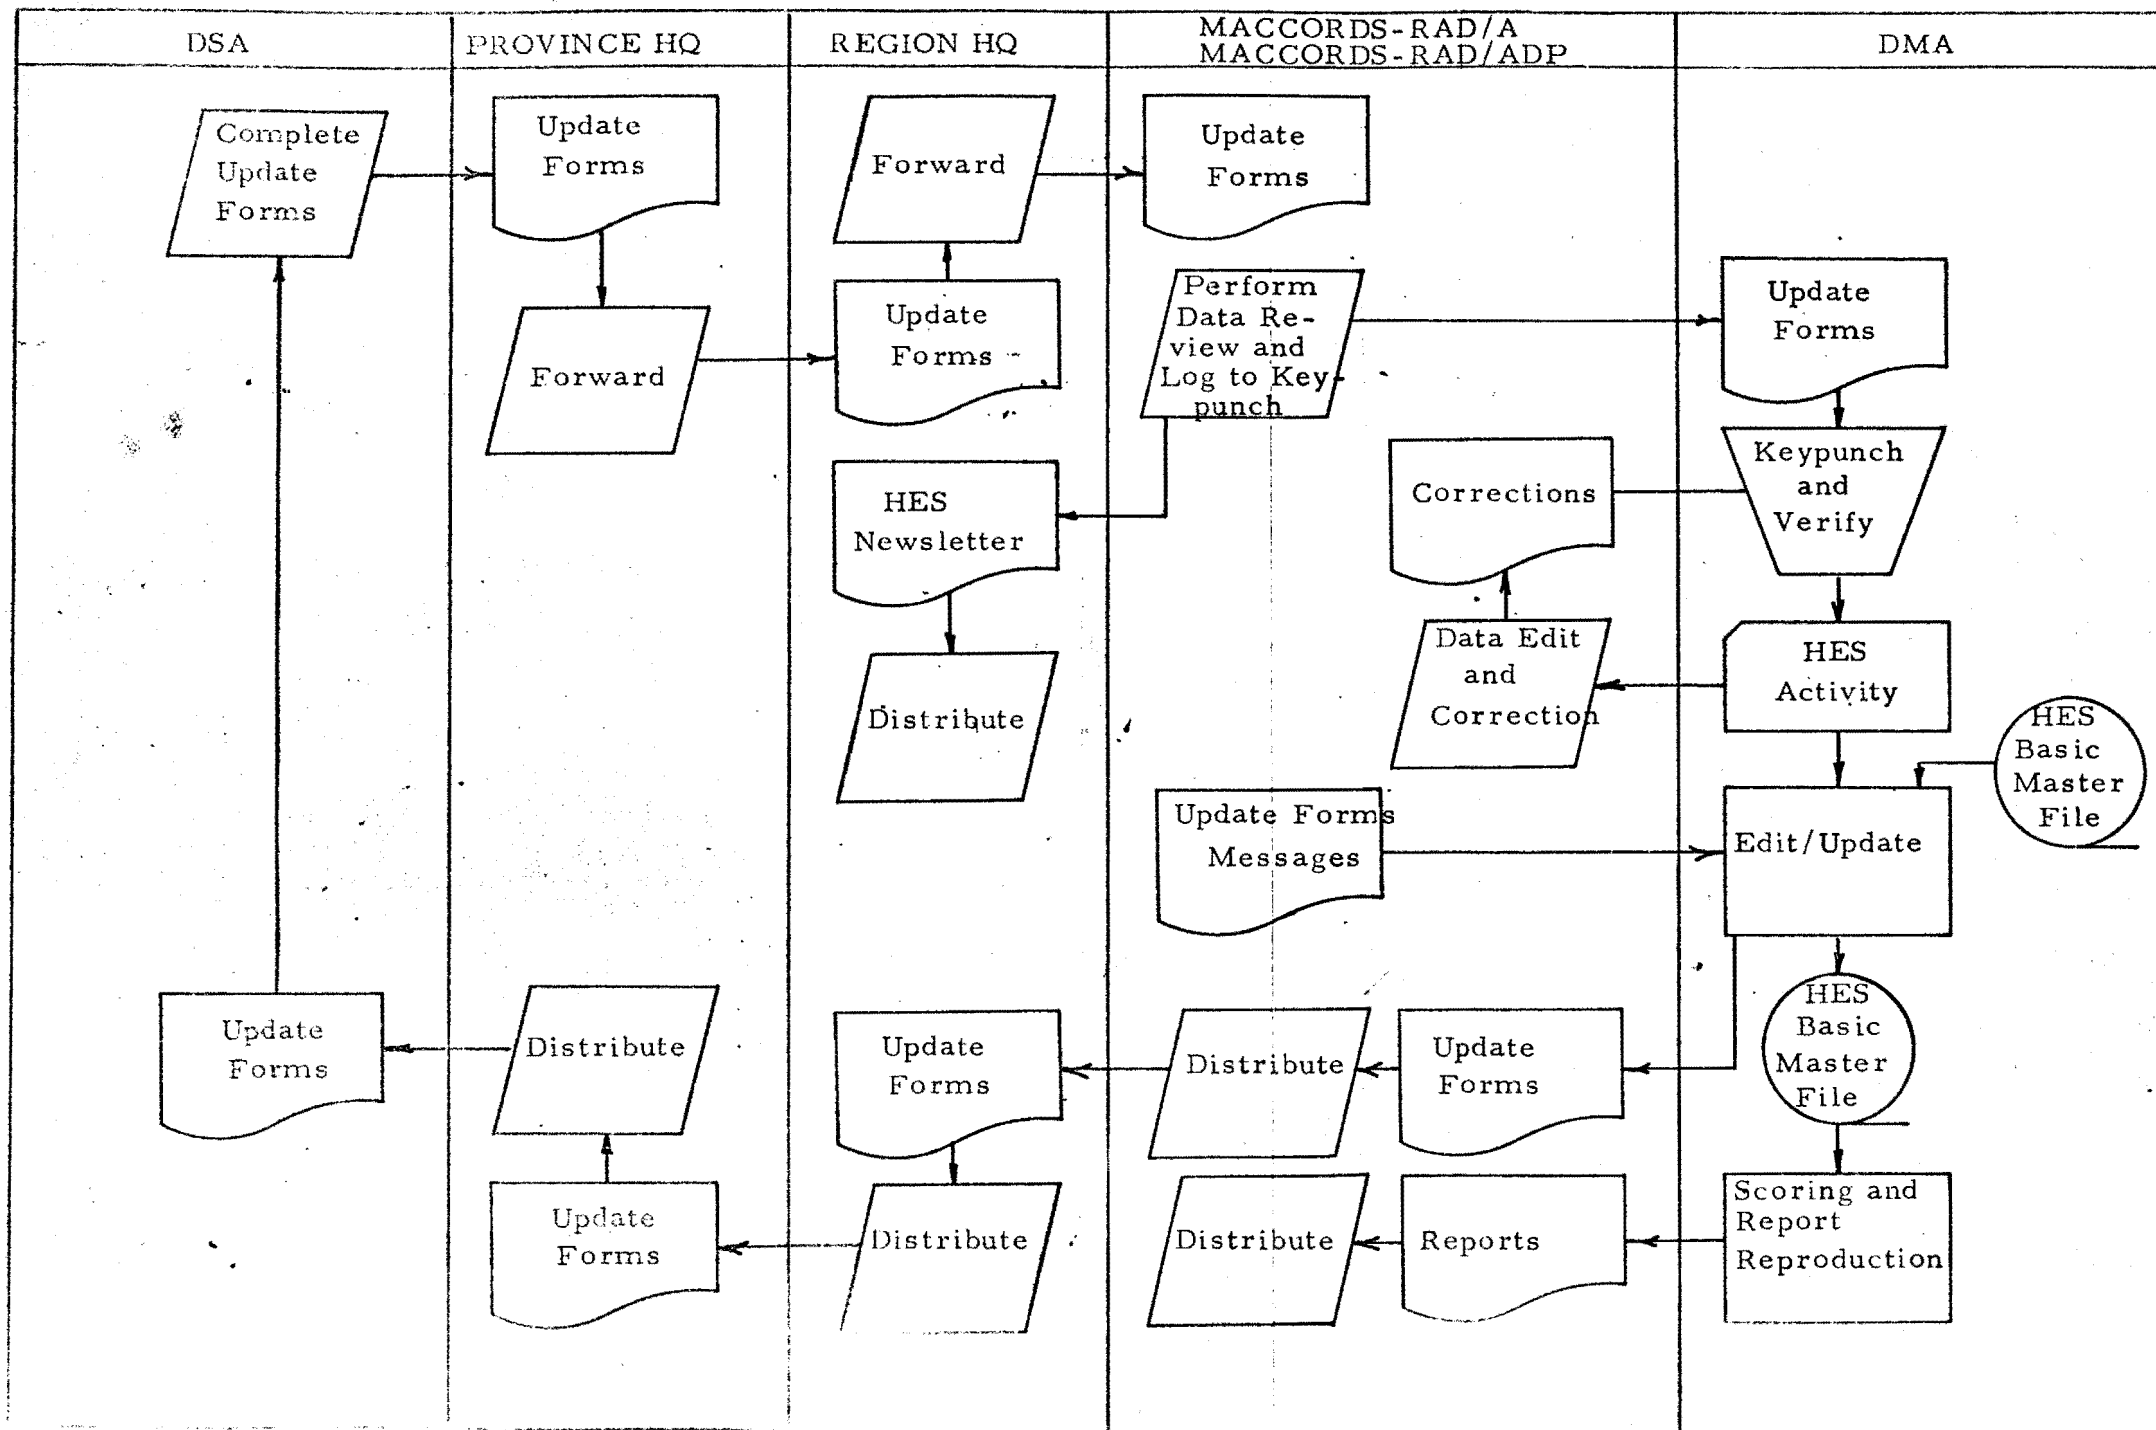 DSA
PROVINCE HQ
REGION HQ
MACCORDS-RAD/A
MACCORDS-RAD/ADP
DMA
Complete
Update
Forms
Update
Forms
Forward
Update
Forms
Update
Forms
Forward
Update
Forms
Perform
Data Re-
view and
Log to Key-
punch
Update
Forms
HES
Newsletter
Distribute
Corrections
Keypunch
and
Verify
Data Edit
and
Correction
HES
Activity
HES
Basic
Master
File
Update Forms
Messages
Edit/Update
Update
Forms
Distribute
Update
Forms
Distribute
Update
Forms
HES
Basic
Master
File
Update
Forms
Distribute
Distribute
Reports
Scoring and
Report
Reproduction